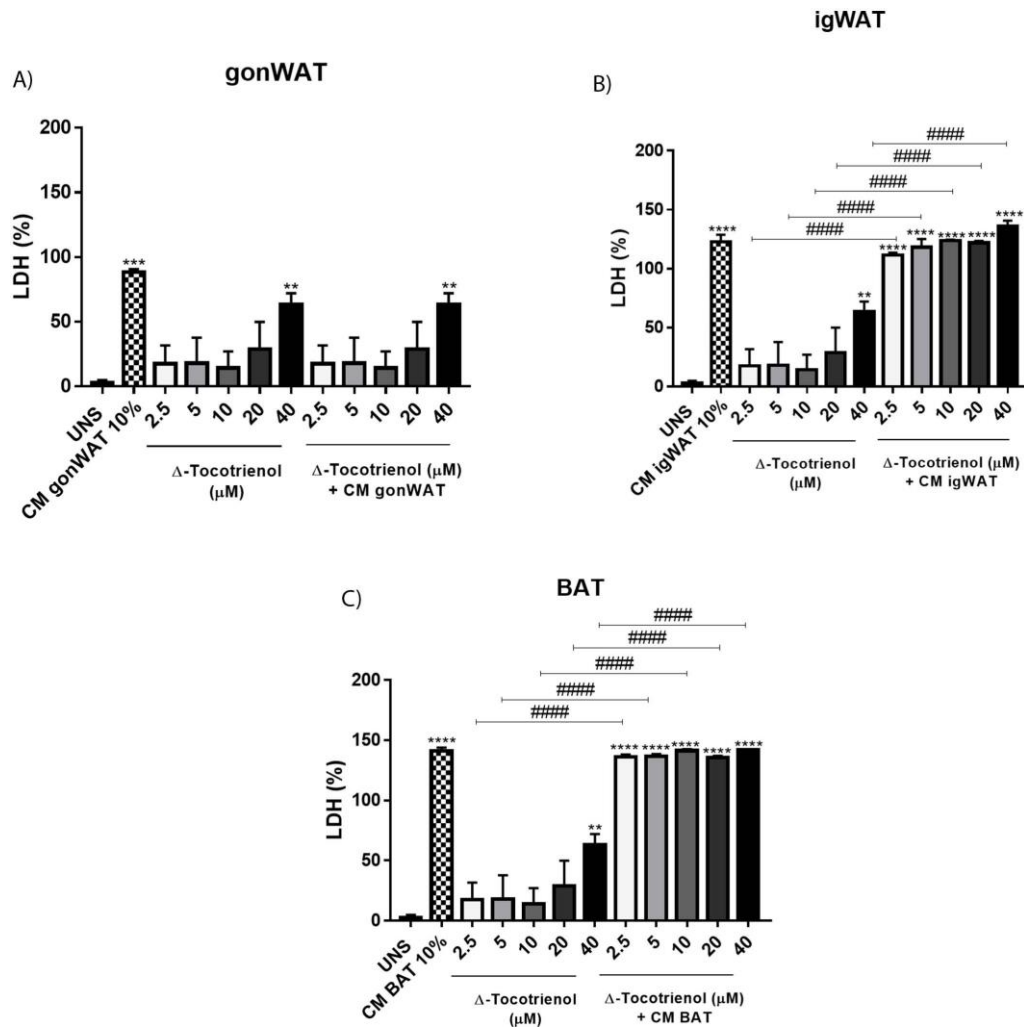 igWAT
gonWAT
A)
B)
200
150
100
50
0
LDH (%)
***
**
**
UNS
CM gonWAT 10%
2.5
5
10
20
40
2.5
5
10
20
40
Δ-Tocotrienol
(μM)
Δ-Tocotrienol (μM)
+ CM gonWAT
####
####
####
####
####
200
150
100
50
0
LDH (%)
****
**
****
****
****
****
****
UNS
CM igWAT 10%
2.5
5
10
20
40
2.5
5
10
20
40
Δ-Tocotrienol
(μM)
Δ-Tocotrienol (μM)
+ CM igWAT
C)
BAT
####
####
####
####
####
200
150
100
50
0
LDH (%)
****
**
****
****
****
****
****
UNS
CM BAT 10%
2.5
5
10
20
40
2.5
5
10
20
40
Δ-Tocotrienol
(μM)
Δ-Tocotrienol (μM)
+ CM BAT